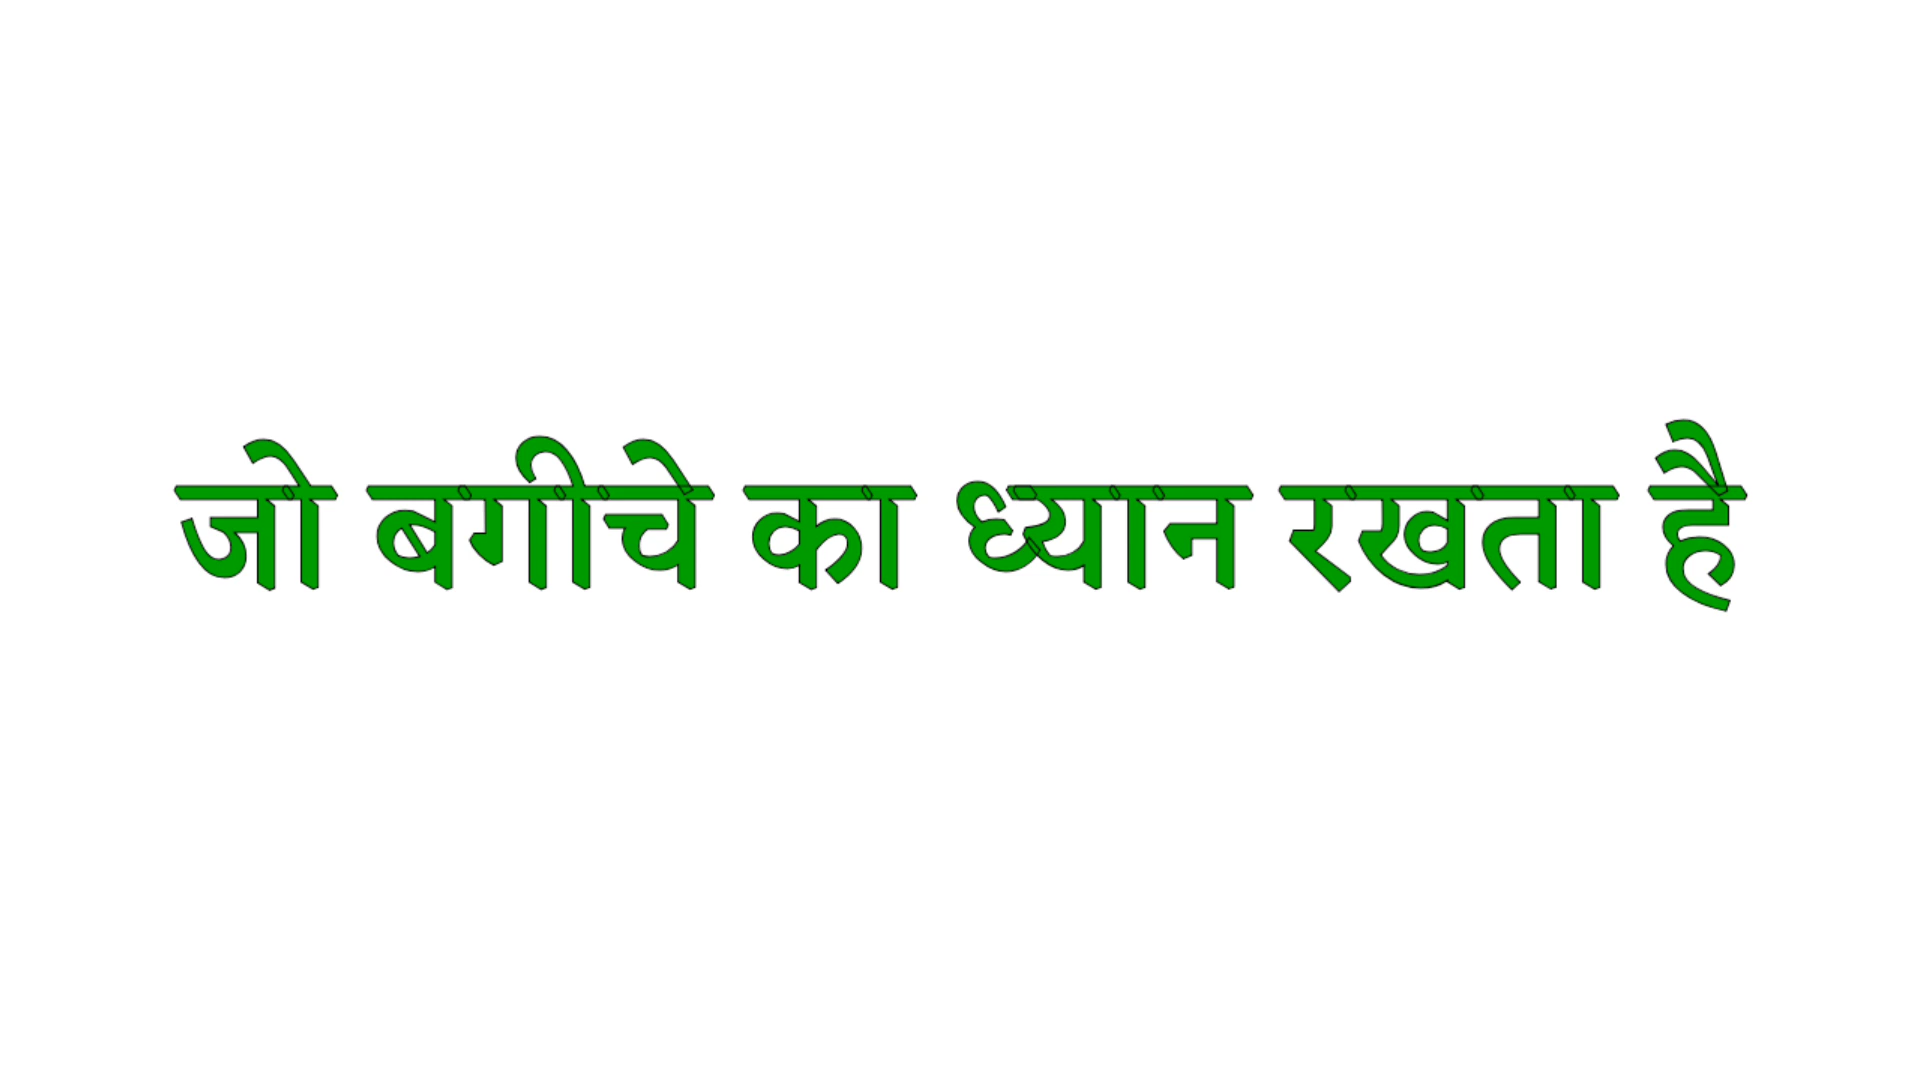 जो बगीचे का ध्यान रखता है